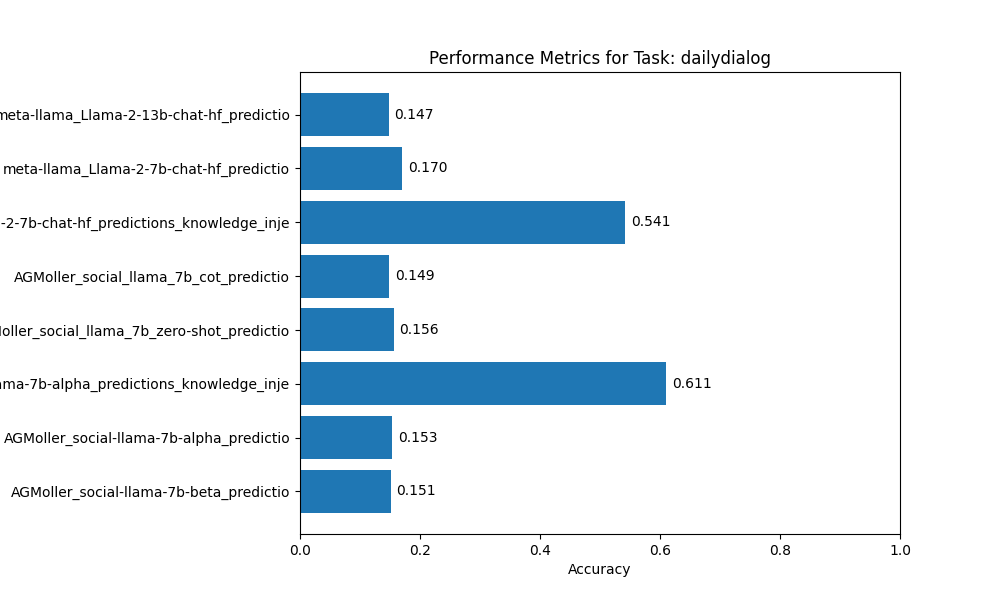 Performance Metrics for Task: dailydialog
meta-llama_Llama-2-13b-chat-hf_predictio 0.147
meta-llama_Llama-2-7b-chat-hf_predictio 0.170
-2-7b-chat-hf_predictions_knowledge_inje 0.541
AGMoller_social_llama_7b_cot_predictio 0.149
oller_social_llama_7b_zero-shot_predictio 0.156
ama-7b-alpha_predictions_knowledge_inje 0.611
AGMoller_social-llama-7b-alpha_predictio 0.153
AGMoller_social-llama-7b-beta_predictio 0.151
0.0 0.2 0.4 0.6 0.8 1.0
Accuracy